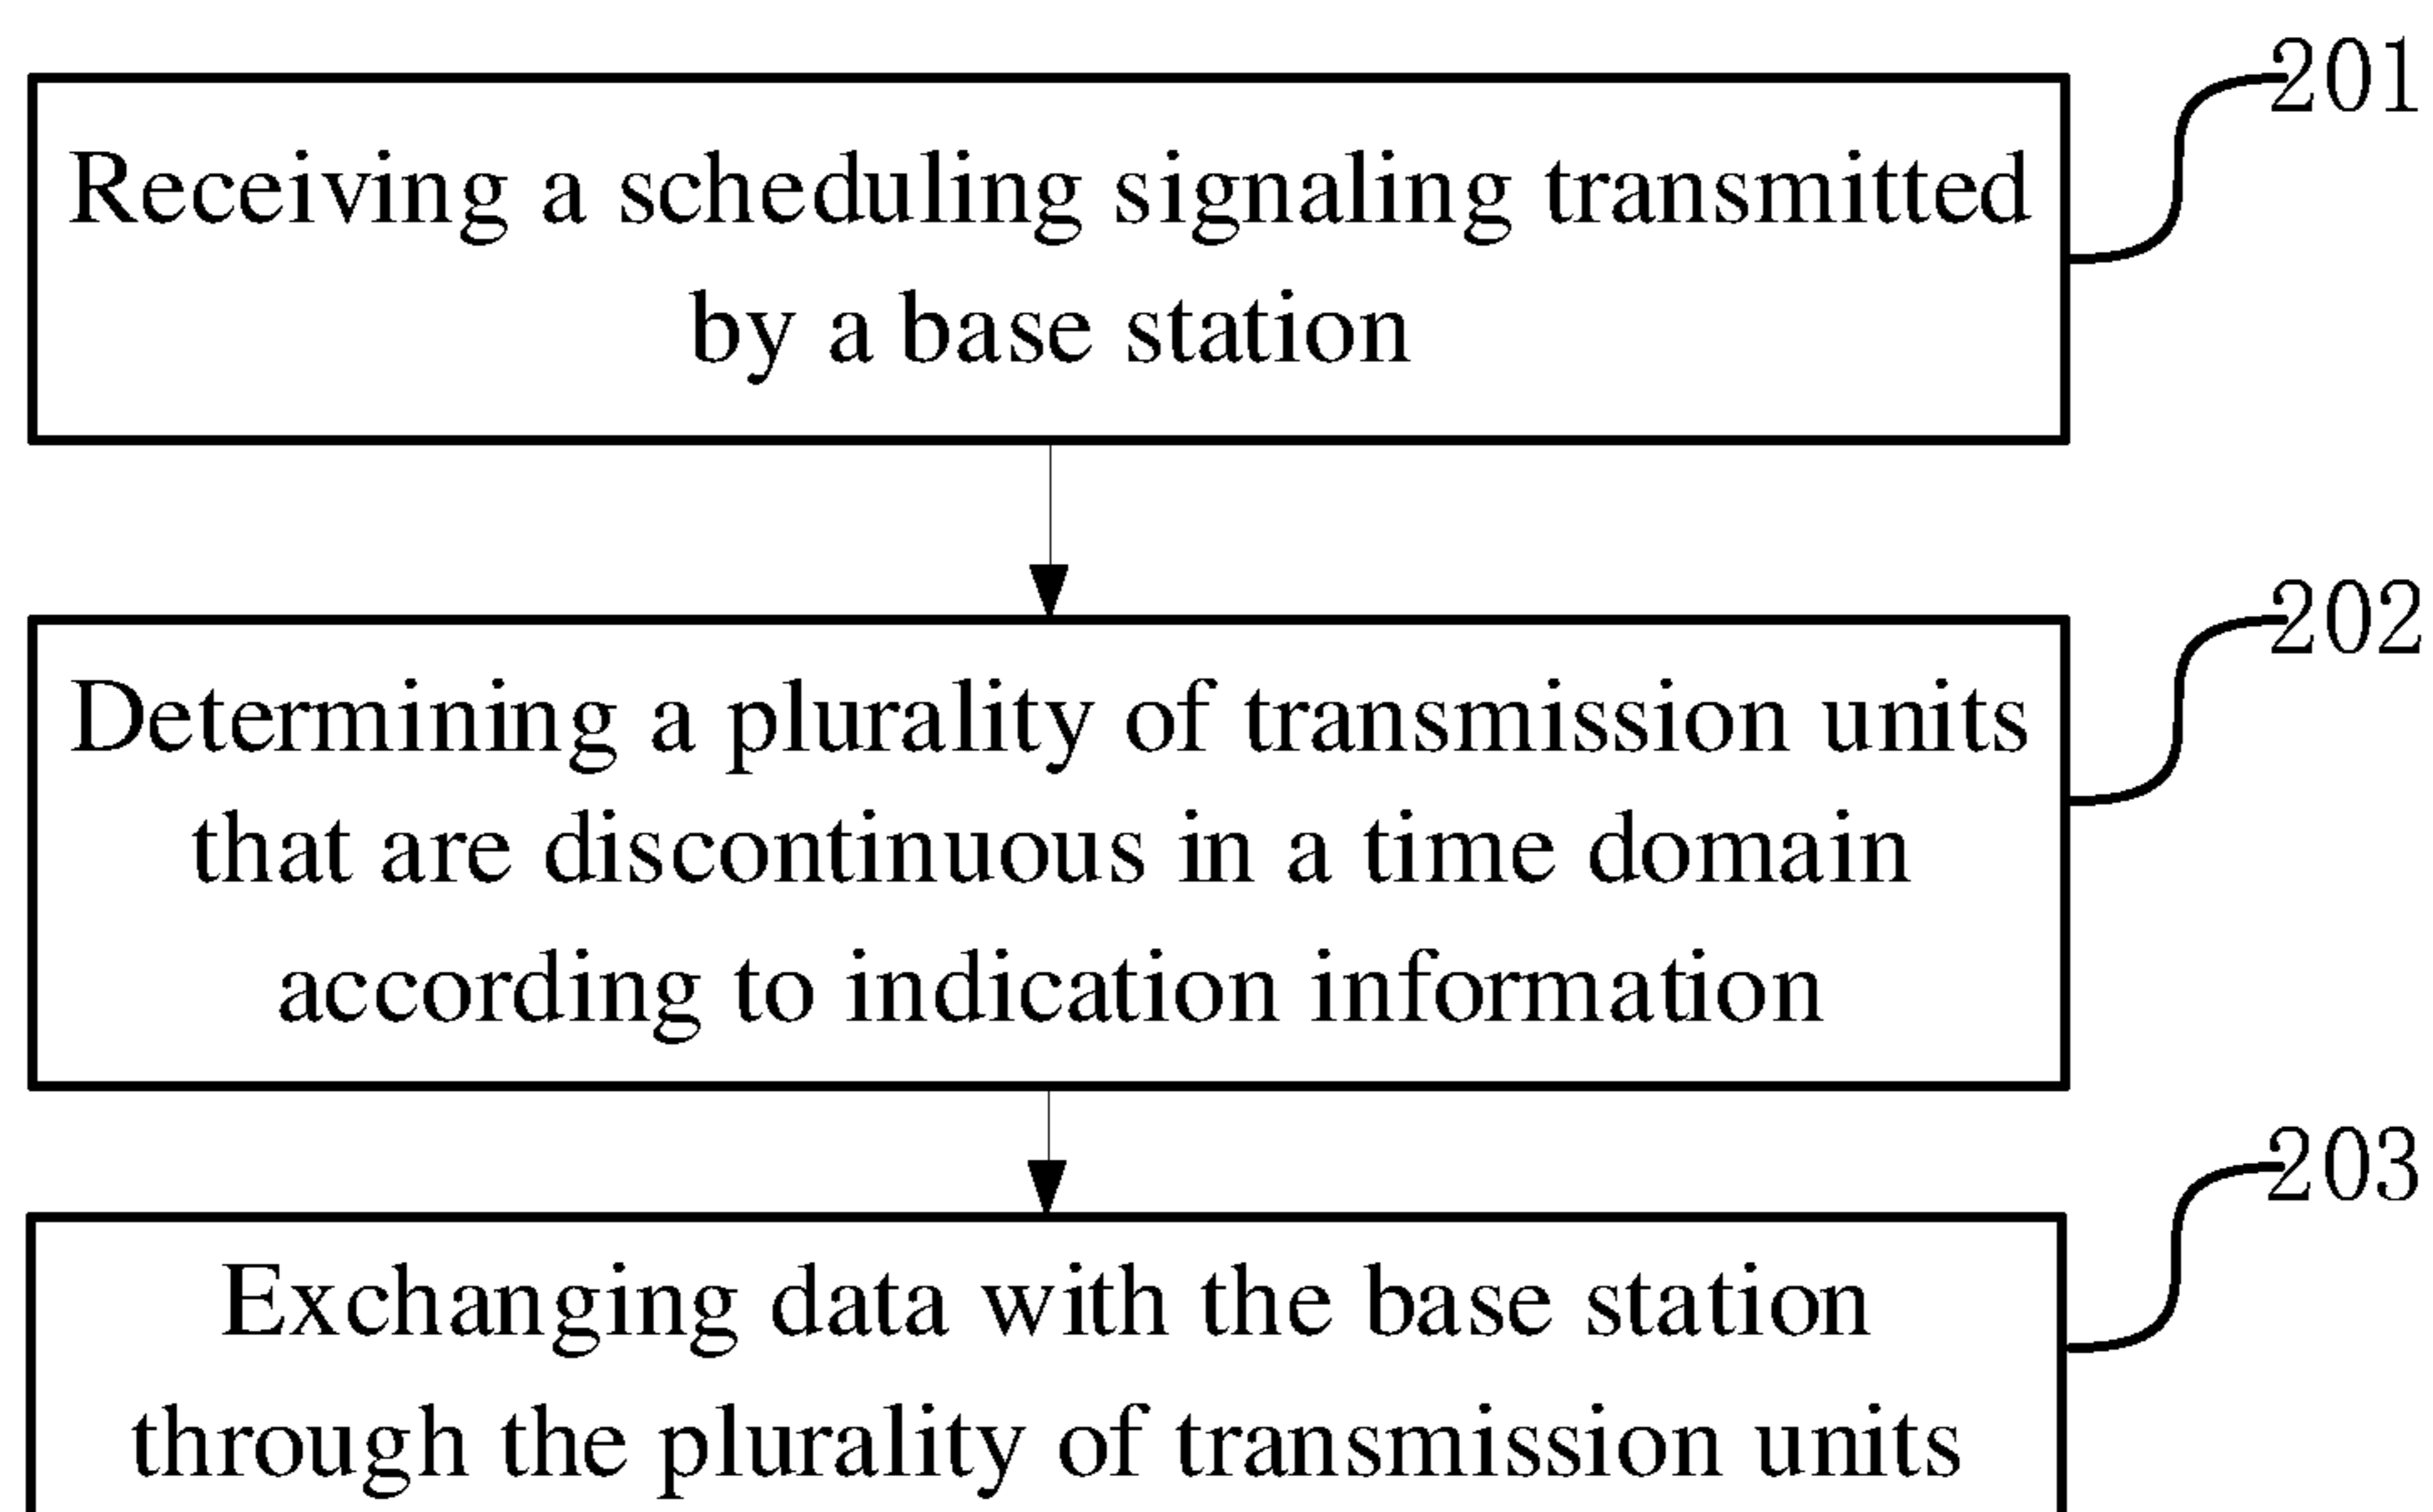 201
Receiving a scheduling signaling transmitted
by a base station
202
Determining a plurality of transmission units
that are discontinuous in a time domain
according to indication information
203
Exchanging data with the base station
through the plurality of transmission units